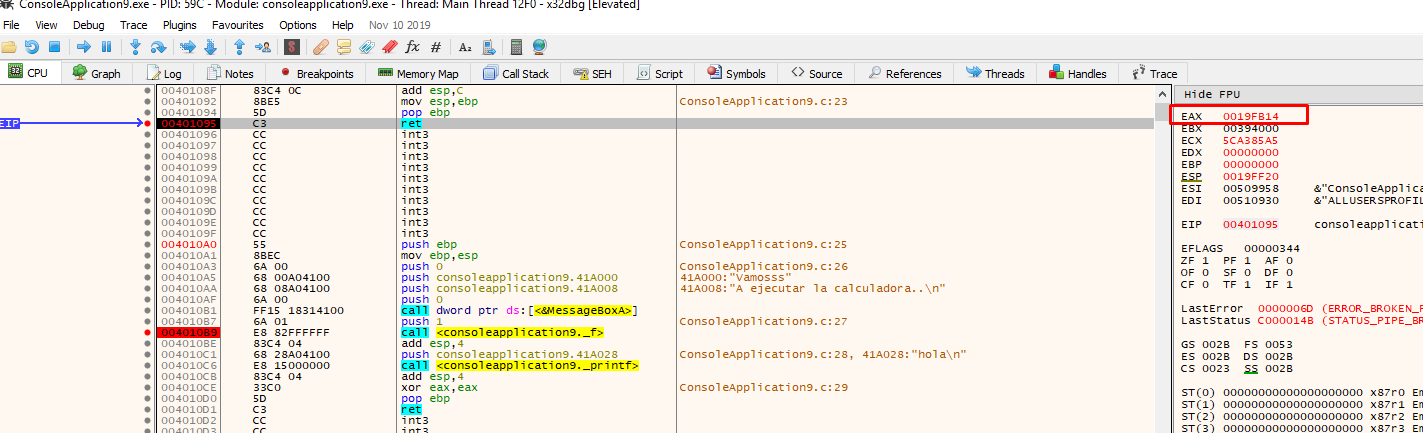 ConsoleApplication9.exe - PID: 59C - Module: consoleapplication9.exe - Thread: Main Thread 12F0 - x32dbg [Elevated]
File View Debug Trace Plugins Favourites Options Help Nov 10 2019
CPU Graph Log Notes Breakpoints Memory Map Call Stack SEH Script Symbols Source References Threads Handles Trace
0040108F 83C4 0C add esp,C
00401092 8BE5 mov esp,ebp ConsoleApplication9.c:23
00401094 5D pop ebp
EIP 00401095 C3 ret
00401096 CC int3
00401097 CC int3
00401098 CC int3
00401099 CC int3
0040109A CC int3
0040109B CC int3
0040109C CC int3
0040109D CC int3
0040109E CC int3
0040109F CC int3
004010A0 55 push ebp ConsoleApplication9.c:25
004010A1 8BEC mov ebp,esp
004010A3 6A 00 push 0 ConsoleApplication9.c:26
004010A5 68 00A04100 push consoleapplication9.41A000 41A000:"Vamosss"
004010AA 68 08A04100 push consoleapplication9.41A008 41A008:"A ejecutar la calculadora..\n"
004010AF 6A 00 push 0
004010B1 FF15 18314100 call dword ptr ds:[<&MessageBoxA>]
004010B7 6A 01 push 1 ConsoleApplication9.c:27
004010B9 E8 82FFFFFF call <consoleapplication9._f>
004010BE 83C4 04 add esp,4
004010C1 68 28A04100 push consoleapplication9.41A028 ConsoleApplication9.c:28, 41A028:"hola\n"
004010C6 E8 15000000 call <consoleapplication9._printf>
004010CB 83C4 04 add esp,4
004010CE 33C0 xor eax,eax ConsoleApplication9.c:29
004010D0 5D pop ebp
004010D1 C3 ret
004010D2 CC int3
004010D3 CC int3
Hide FPU
EAX 0019FB14
EBX 00394000
ECX 5CA385A5
EDX 00000000
EBP 00000000
ESP 0019FF20
ESI 00509958 &"ConsoleApplica
EDI 00510930 &"ALLUSERSPROFIL
EIP 00401095 consoleapplicat
EFLAGS 00000344
ZF 1 PF 1 AF 0
OF 0 SF 0 DF 0
CF 0 TF 1 IF 1
LastError 0000006D (ERROR_BROKEN_P
LastStatus C000014B (STATUS_PIPE_BR
GS 002B FS 0053
ES 002B DS 002B
CS 0023 SS 002B
ST(0) 00000000000000000000 x87r0 Em
ST(1) 00000000000000000000 x87r1 Em
ST(2) 00000000000000000000 x87r2 Em
ST(3) 00000000000000000000 x87r3 Em